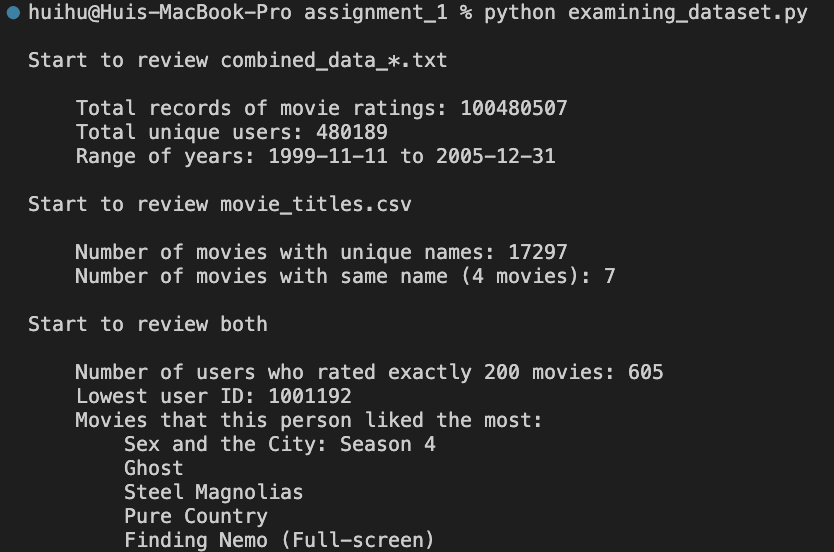 huihu@Huis-MacBook-Pro assignment_1 % python examining_dataset.py
Start to review combined_data_*.txt
Total records of movie ratings: 100480507
Total unique users: 480189
Range of years: 1999-11-11 to 2005-12-31
Start to review movie_titles.csv
Number of movies with unique names: 17297
Number of movies with same name (4 movies): 7
Start to review both
Number of users who rated exactly 200 movies: 605
Lowest user ID: 1001192
Movies that this person liked the most:
Sex and the City: Season 4
Ghost
Steel Magnolias
Pure Country
Finding Nemo (Full-screen)